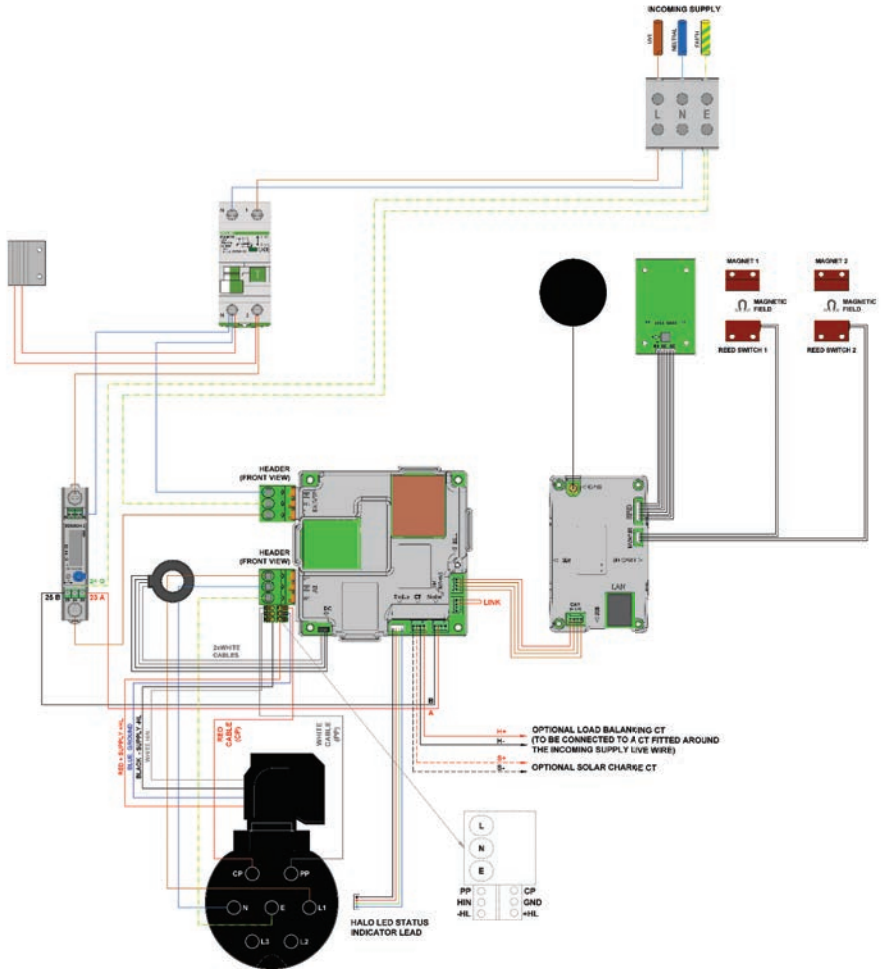 INCOMING SUPPLY
LIVE
NEUTRAL
EARTH
L N E
N 1
MAGNET 1
MAGNET 2
MAGNETIC
FIELD
MAGNETIC
FIELD
REED SWITCH 1
REED SWITCH 2
HEADER
(FRONT VIEW)
HEADER
(FRONT VIEW)
25 B
33 A
LINK
LAN
CT
2xWHITE
CABLES
B
A
RED + SUPPLY +HL
BLUE GROUND
BLACK - SUPPLY -HL
WHITE HIN
RED
CABLE
(CP)
WHITE
CABLE
(PP)
H+
H-
OPTIONAL LOAD BALANKING CT
(TO BE CONNECTED TO A CT FITTED AROUND
THE INCOMING SUPPLY LIVE WIRE)
S+
S-
OPTIONAL SOLAR CHARKE CT
CP
PP
N
E
L1
L3
L2
L
N
E
PP CP
HIN GND
-HL +HL
HALO LED STATUS
INDICATOR LEAD